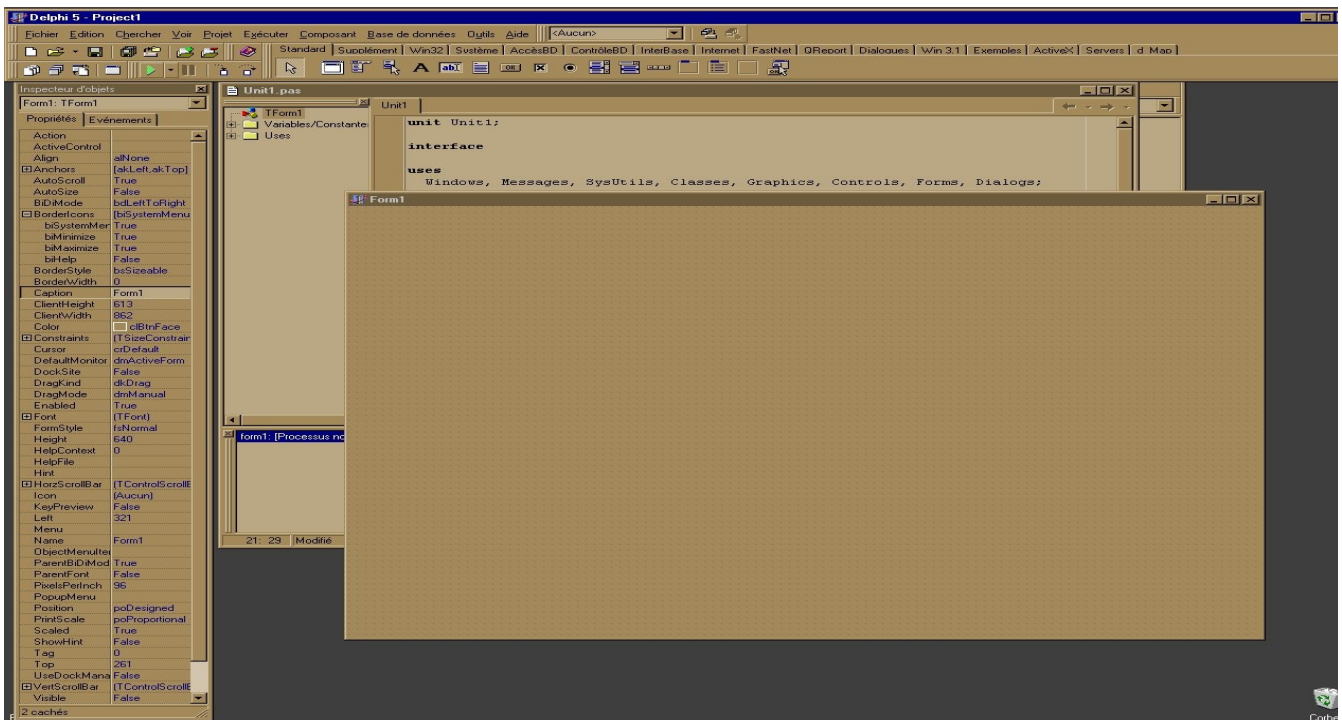 Delphi 5 - Project1
Fichier Edition Chercher Voir Projet Exécuter Composant Base de données Outils Aide <Aucun>
Standard Supplément Win32 Système AccèsBD ContrôleBD InterBase Internet FastNet QReport Dialogues Win 3.1 Exemples ActiveX Servers d Map
Inspecteur d'objets
Form1: TForm1
Propriétés Evénements
Action
ActiveControl
Align alNone
Anchors [akLeft,akTop]
AutoScroll True
AutoSize False
BiDiMode bdLeftToRight
BorderIcons [biSystemMenu
biSystemMer True
biMinimize True
biMaximize True
biHelp False
BorderStyle bsSizeable
BorderWidth 0
Caption Form1
ClientHeight 613
ClientWidth 862
Color clBtnFace
Constraints (TSizeConstrair
Cursor crDefault
DefaultMonitor dmActiveForm
DockSite False
DragKind dkDrag
DragMode dmManual
Enabled True
Font (TFont)
FormStyle fsNormal
Height 640
HelpContext 0
HelpFile
Hint
HorzScrollBar (TControlScrollE
Icon (Aucun)
KeyPreview False
Left 321
Menu
Name Form1
ObjectMenuIter
ParentBiDiMod True
ParentFont False
PixelsPerInch 96
PopupMenu
Position poDesigned
PrintScale poProportional
Scaled True
ShowHint False
Tag 0
Top 261
UseDockMana False
VertScrollBar (TControlScrollE
Visible False
2 cachés
Unit1.pas
TForm1
Variables/Constante:
Uses
Unit1
unit Unit1;
interface
uses
Windows, Messages, SysUtils, Classes, Graphics, Controls, Forms, Dialogs;
form1: [Processus no
21: 29 Modifié
Form1